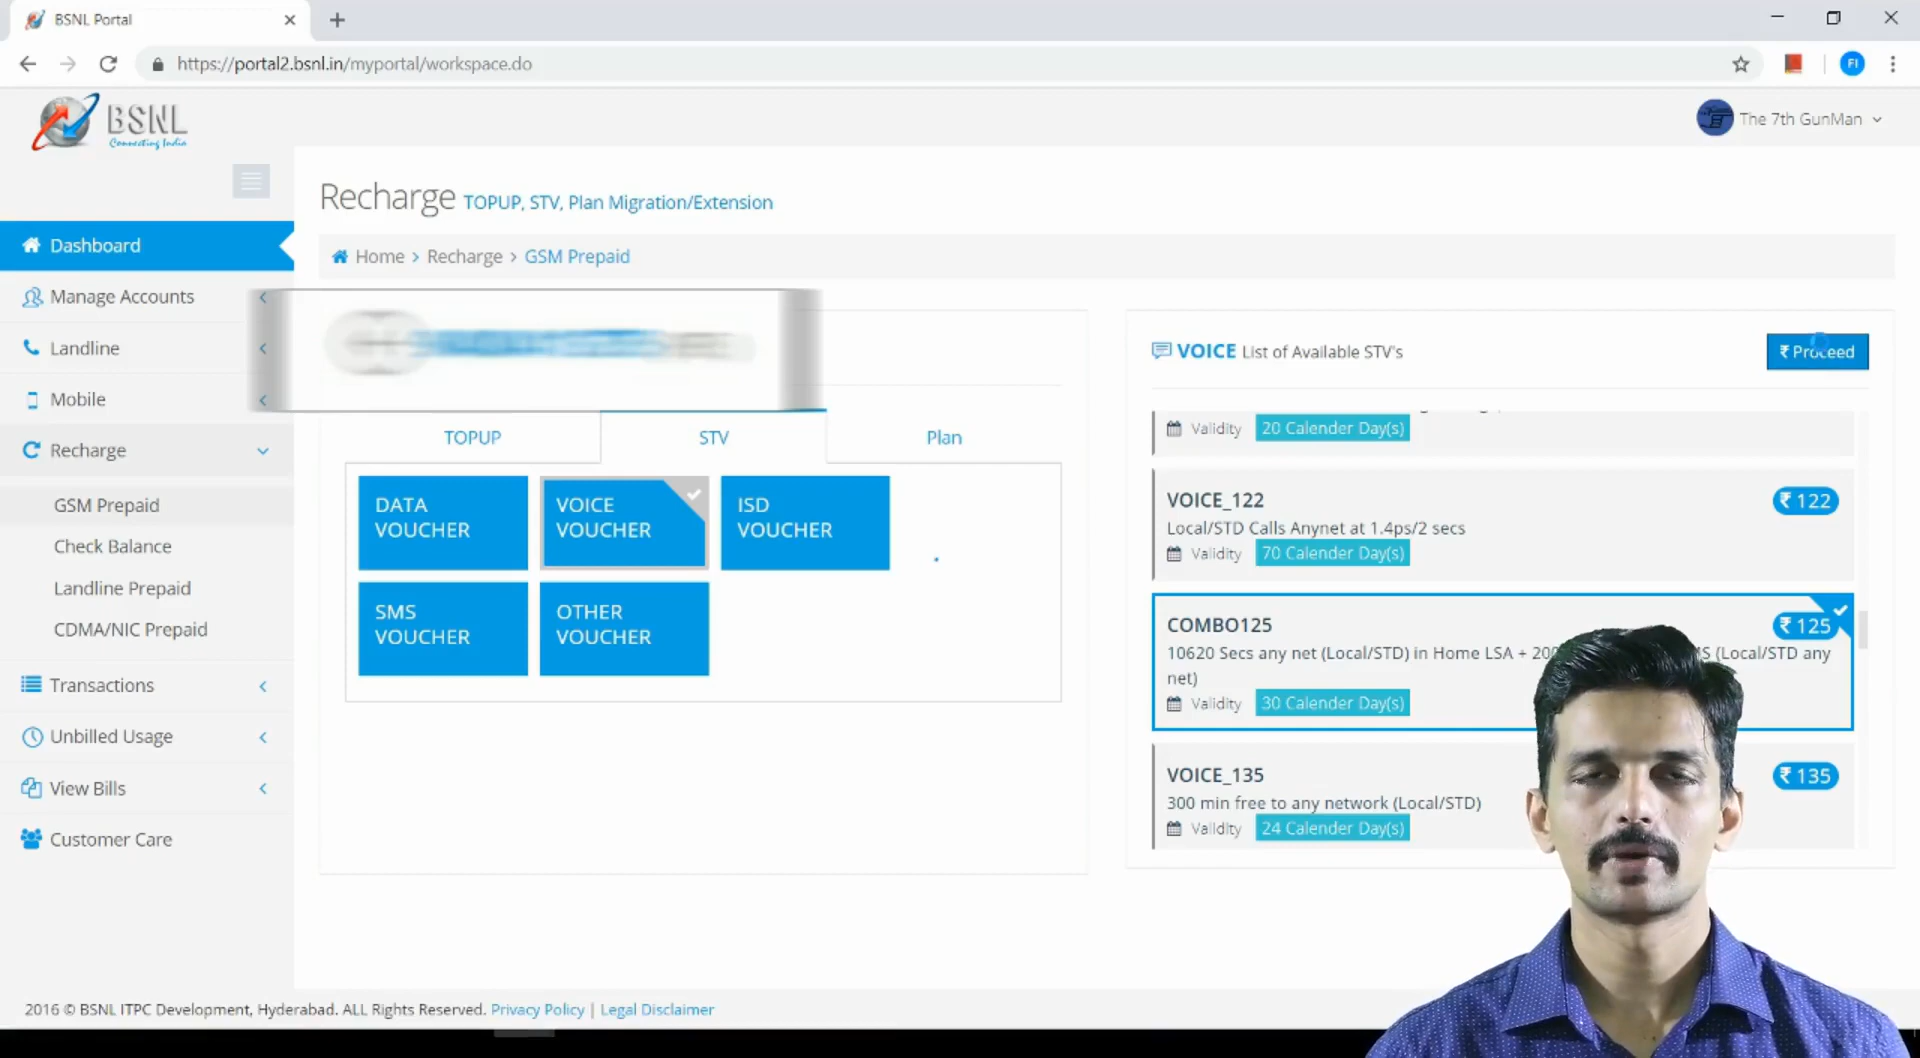 BSNL Portal
https://portal2.bsnl.in/myportal/workspace.do
FI
BSNL
Connecting India
The 7th GunMan
Recharge TOPUP, STV, Plan Migration/Extension
Dashboard
Home > Recharge > GSM Prepaid
Manage Accounts
Landline
Mobile
Recharge
GSM Prepaid
Check Balance
Landline Prepaid
CDMA/NIC Prepaid
Transactions
Unbilled Usage
View Bills
Customer Care
TOPUP
STV
Plan
DATA
VOUCHER
VOICE
VOUCHER
ISD
VOUCHER
SMS
VOUCHER
OTHER
VOUCHER
VOICE List of Available STV's
₹ Proceed
Validity 20 Calender Day(s)
VOICE_122
₹ 122
Local/STD Calls Anynet at 1.4ps/2 secs
Validity 70 Calender Day(s)
COMBO125
₹ 125
10620 Secs any net (Local/STD) in Home LSA + (Local/STD any
net)
Validity 30 Calender Day(s)
VOICE_135
₹ 135
300 min free to any network (Local/STD)
Validity 24 Calender Day(s)
2016 © BSNL ITPC Development, Hyderabad. ALL Rights Reserved. Privacy Policy | Legal Disclaimer